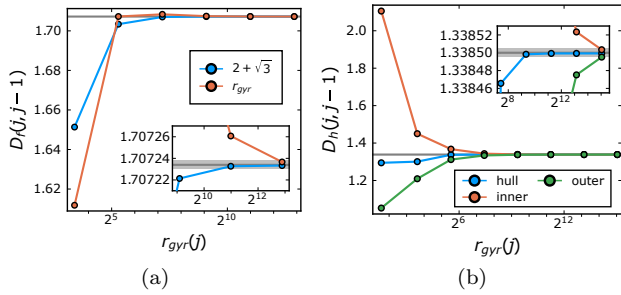 1.70
1.68
1.66
1.64
1.62
D_f(j, j − 1)
2 + √3
r_gyr
1.70726
1.70724
1.70722
2^10
2^12
2^5
2^10
r_gyr(j)
(a)
2.0
1.8
1.6
1.4
1.2
D_h(j, j − 1)
1.33852
1.33850
1.33848
1.33846
2^8
2^12
hull
outer
inner
2^6
2^12
r_gyr(j)
(b)